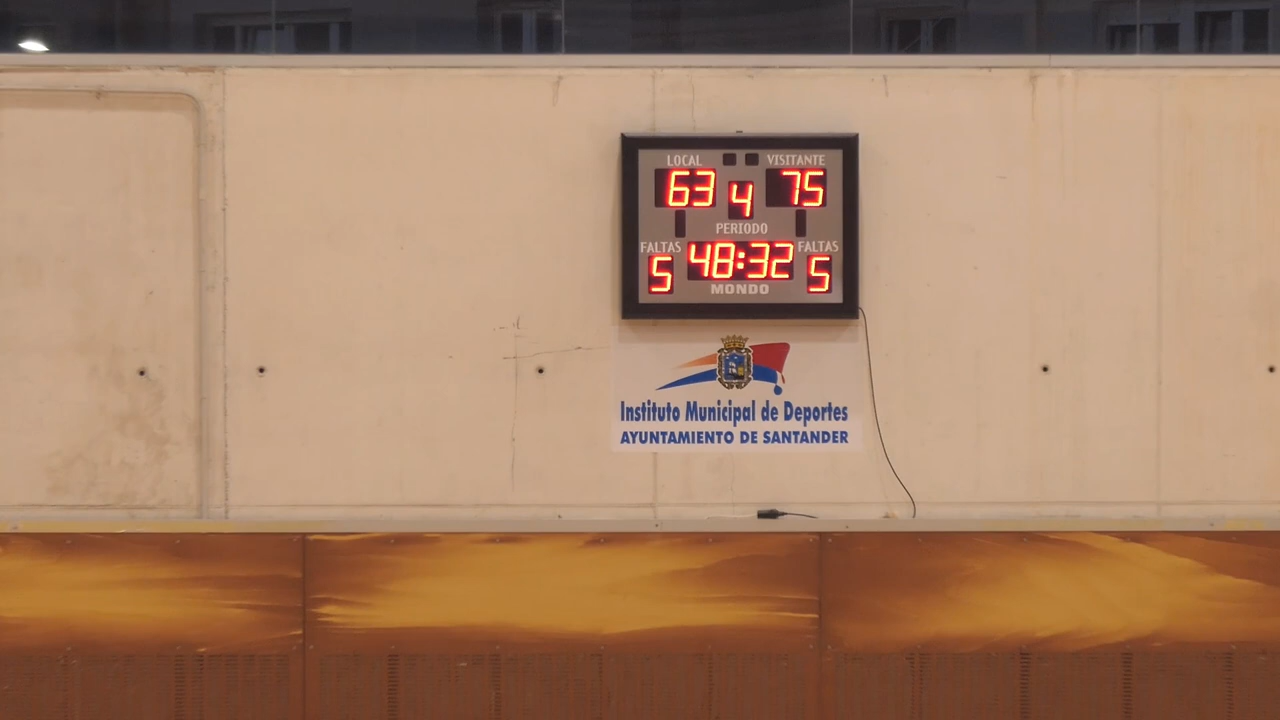 LOCAL VISITANTE
63 4 75
PERIODO
FALTAS 48:32 FALTAS
5 5
MONDO
Instituto Municipal de Deportes
AYUNTAMIENTO DE SANTANDER